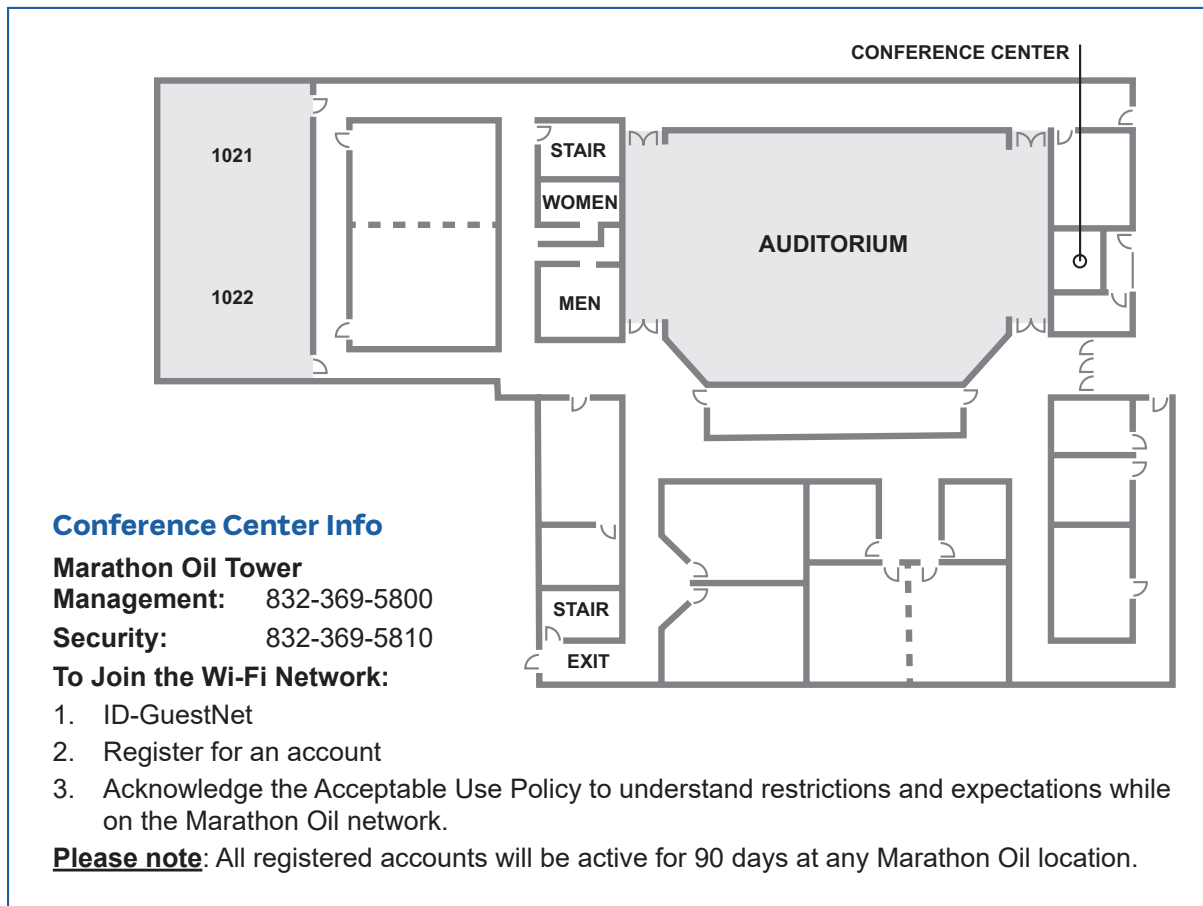 CONFERENCE CENTER
1021
STAIR
WOMEN
AUDITORIUM
1022
MEN
STAIR
EXIT
Conference Center Info
Marathon Oil Tower
Management: 832-369-5800
Security: 832-369-5810
To Join the Wi-Fi Network:
1. ID-GuestNet
2. Register for an account
3. Acknowledge the Acceptable Use Policy to understand restrictions and expectations while
on the Marathon Oil network.
Please note: All registered accounts will be active for 90 days at any Marathon Oil location.